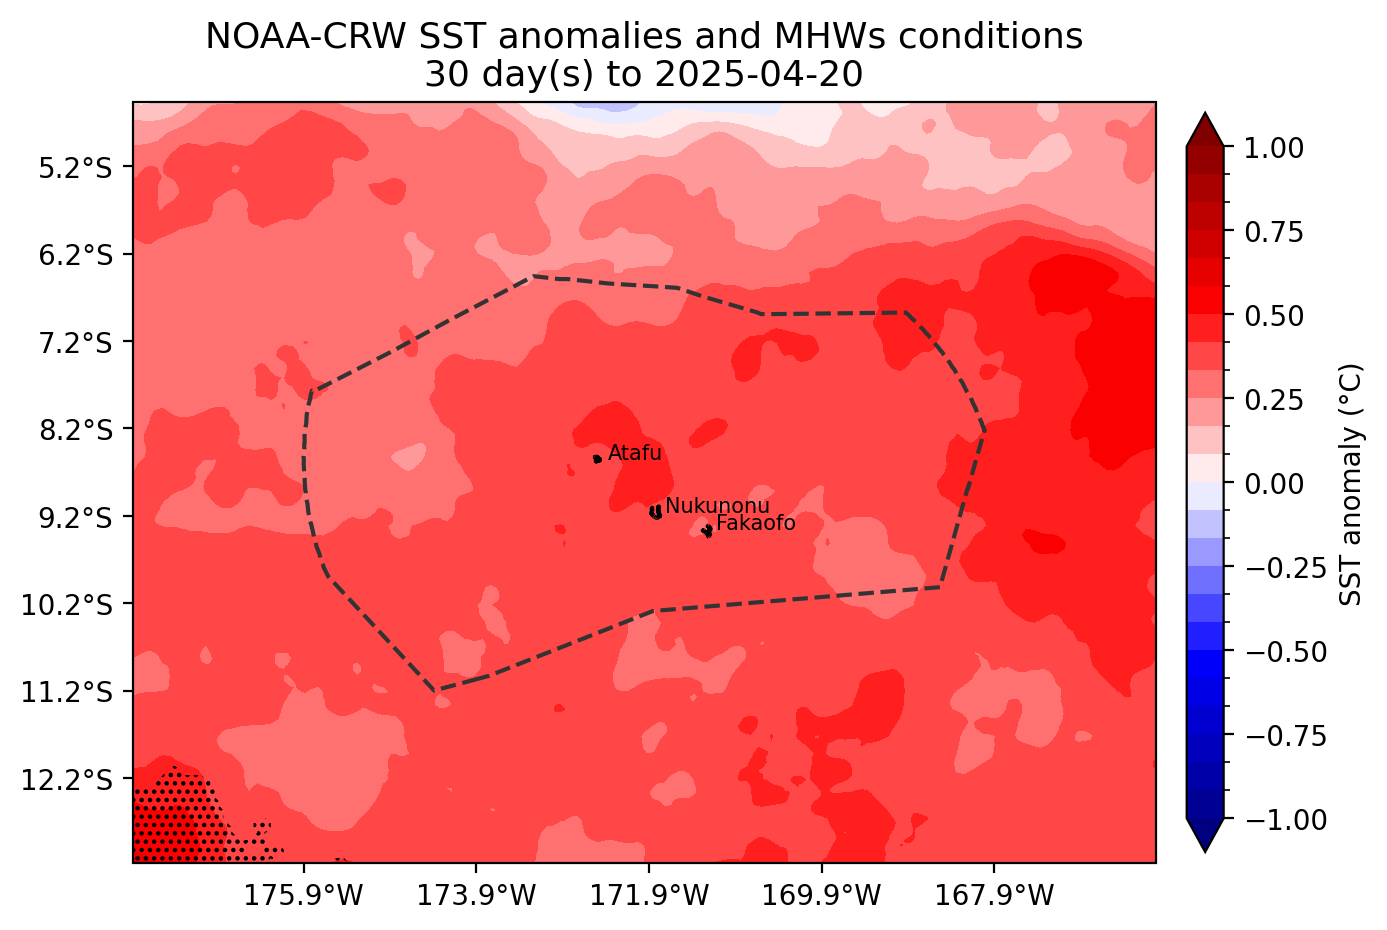 NOAA-CRW SST anomalies and MHWs conditions
30 day(s) to 2025-04-20
5.2°S
6.2°S
7.2°S
8.2°S
9.2°S
10.2°S
11.2°S
12.2°S
Atafu
Nukunonu
Fakaofo
175.9°W
173.9°W
171.9°W
169.9°W
167.9°W
1.00
0.75
0.50
0.25
0.00
−0.25
−0.50
−0.75
−1.00
SST anomaly (°C)